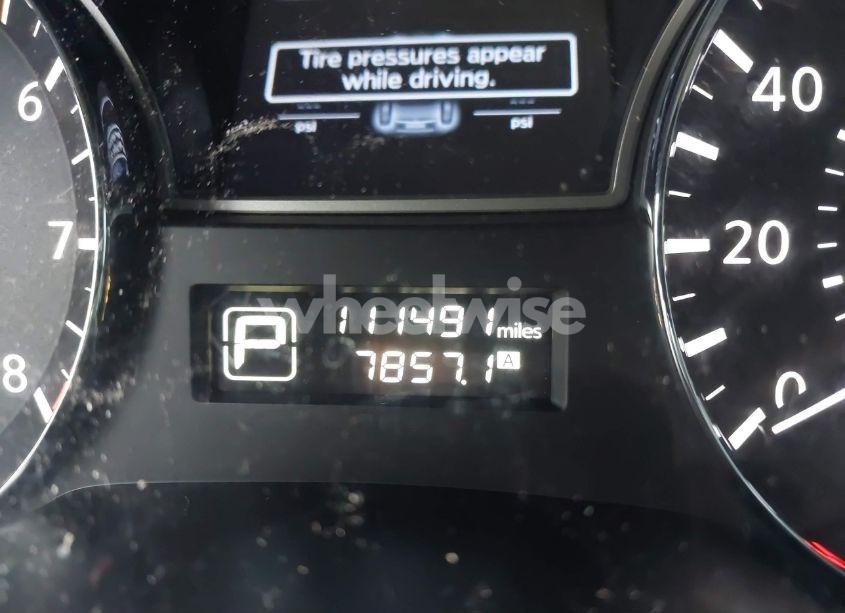 Tire pressures appear
while driving.
psi psi
6
7
8
40
20
0
P
111491 miles
7857.1 A
wheelwise